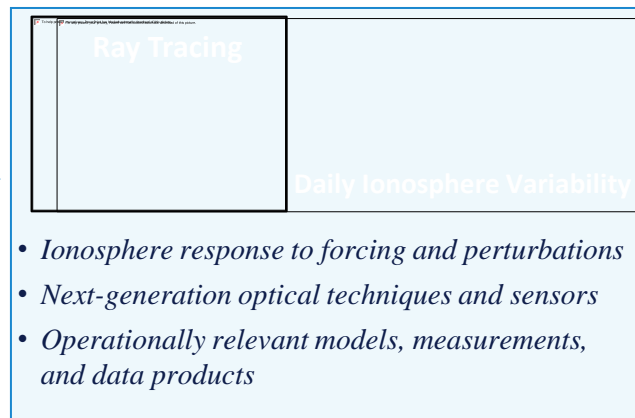 Ray Tracing
Daily Ionosphere Variability
• Ionosphere response to forcing and perturbations
• Next-generation optical techniques and sensors
• Operationally relevant models, measurements,
and data products